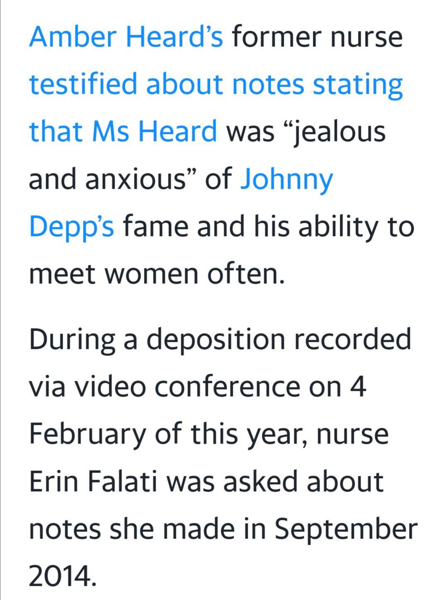 Amber Heard's former nurse
testified about notes stating
that Ms Heard was “jealous
and anxious” of Johnny
Depp's fame and his ability to
meet women often.
During a deposition recorded
via video conference on 4
February of this year, nurse
Erin Falati was asked about
notes she made in September
2014.